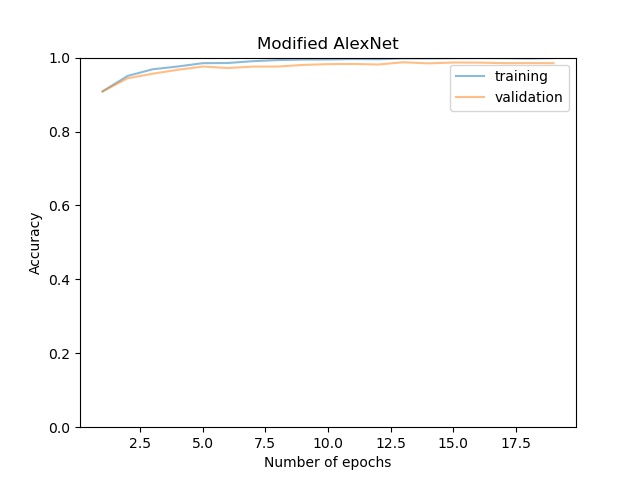 Modified AlexNet
training
validation
Accuracy
1.0
0.8
0.6
0.4
0.2
0.0
2.5 5.0 7.5 10.0 12.5 15.0 17.5
Number of epochs